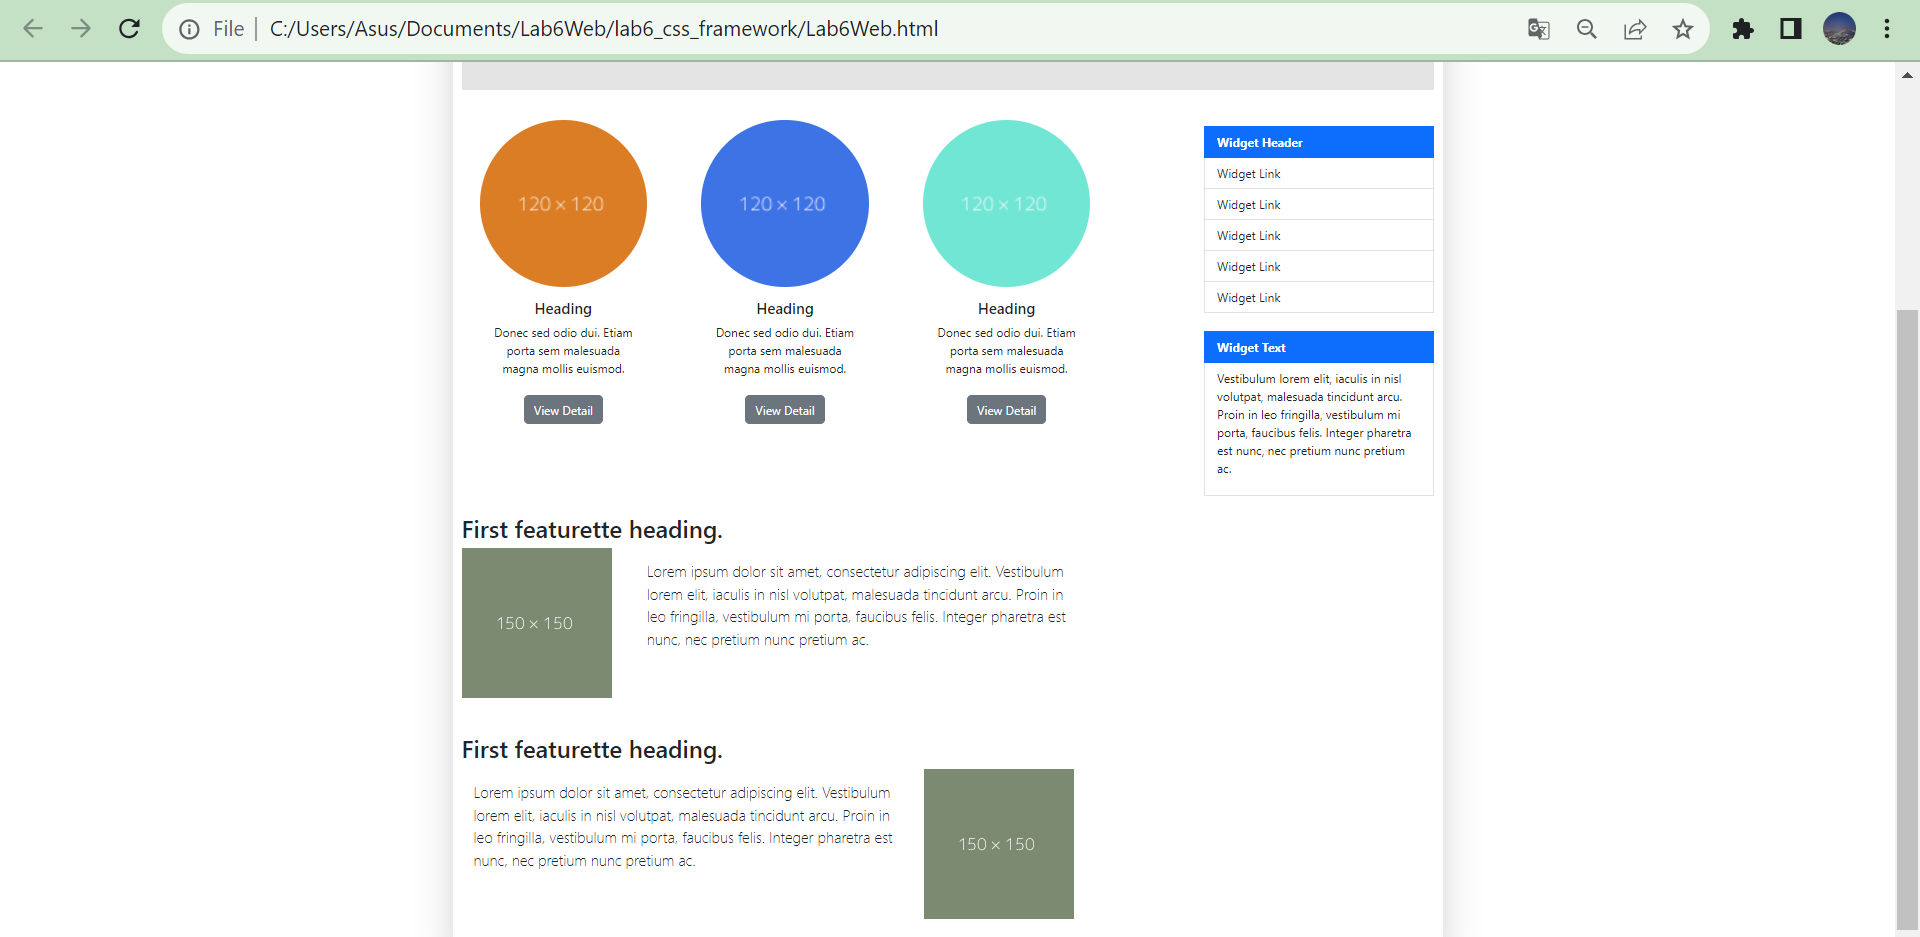 File
C:/Users/Asus/Documents/Lab6Web/lab6_css_framework/Lab6Web.html
120 × 120
120 × 120
120 × 120
Heading
Heading
Heading
Donec sed odio dui. Etiam
porta sem malesuada
magna mollis euismod.
Donec sed odio dui. Etiam
porta sem malesuada
magna mollis euismod.
Donec sed odio dui. Etiam
porta sem malesuada
magna mollis euismod.
View Detail
View Detail
View Detail
Widget Header
Widget Link
Widget Link
Widget Link
Widget Link
Widget Link
Widget Text
Vestibulum lorem elit, iaculis in nisl
volutpat, malesuada tincidunt arcu.
Proin in leo fringilla, vestibulum mi
porta, faucibus felis. Integer pharetra
est nunc, nec pretium nunc pretium
ac.
First featurette heading.
150 × 150
Lorem ipsum dolor sit amet, consectetur adipiscing elit. Vestibulum
lorem elit, iaculis in nisl volutpat, malesuada tincidunt arcu. Proin in
leo fringilla, vestibulum mi porta, faucibus felis. Integer pharetra est
nunc, nec pretium nunc pretium ac.
First featurette heading.
Lorem ipsum dolor sit amet, consectetur adipiscing elit. Vestibulum
lorem elit, iaculis in nisl volutpat, malesuada tincidunt arcu. Proin in
leo fringilla, vestibulum mi porta, faucibus felis. Integer pharetra est
nunc, nec pretium nunc pretium ac.
150 × 150